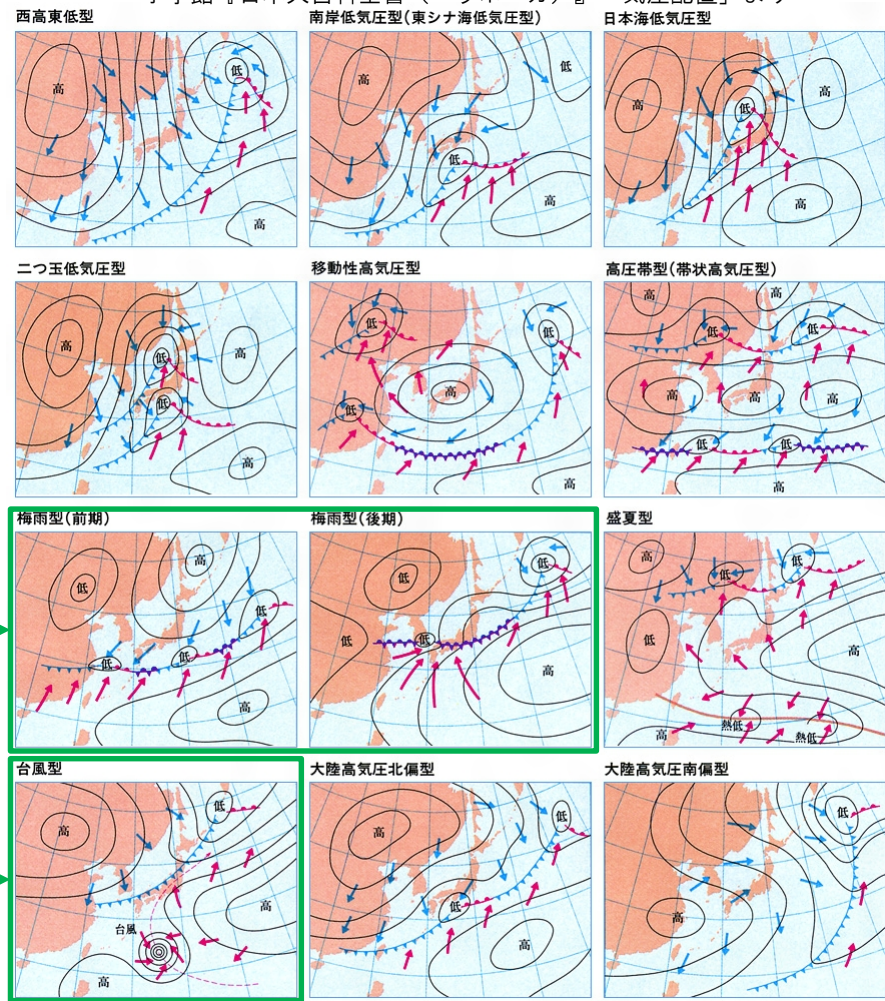 西高東低型
低
高
高
南岸低気圧型(東シナ海低気圧型)
高
低
低
高
日本海低気圧型
高
低
高
高
二つ玉低気圧型
高
低
高
低
高
移動性高気圧型
低
低
高
低
高
高圧帯型(帯状高気圧型)
高
高
低
低
高
高
高
低
低
高
梅雨型(前期)
低
高
低
低
低
高
梅雨型(後期)
低
低
低
低
高
盛夏型
高
低
低
低
高
熱低
高
熱低
台風型
高
低
高
台風
高
大陸高気圧北偏型
高
低
低
高
大陸高気圧南偏型
低
高